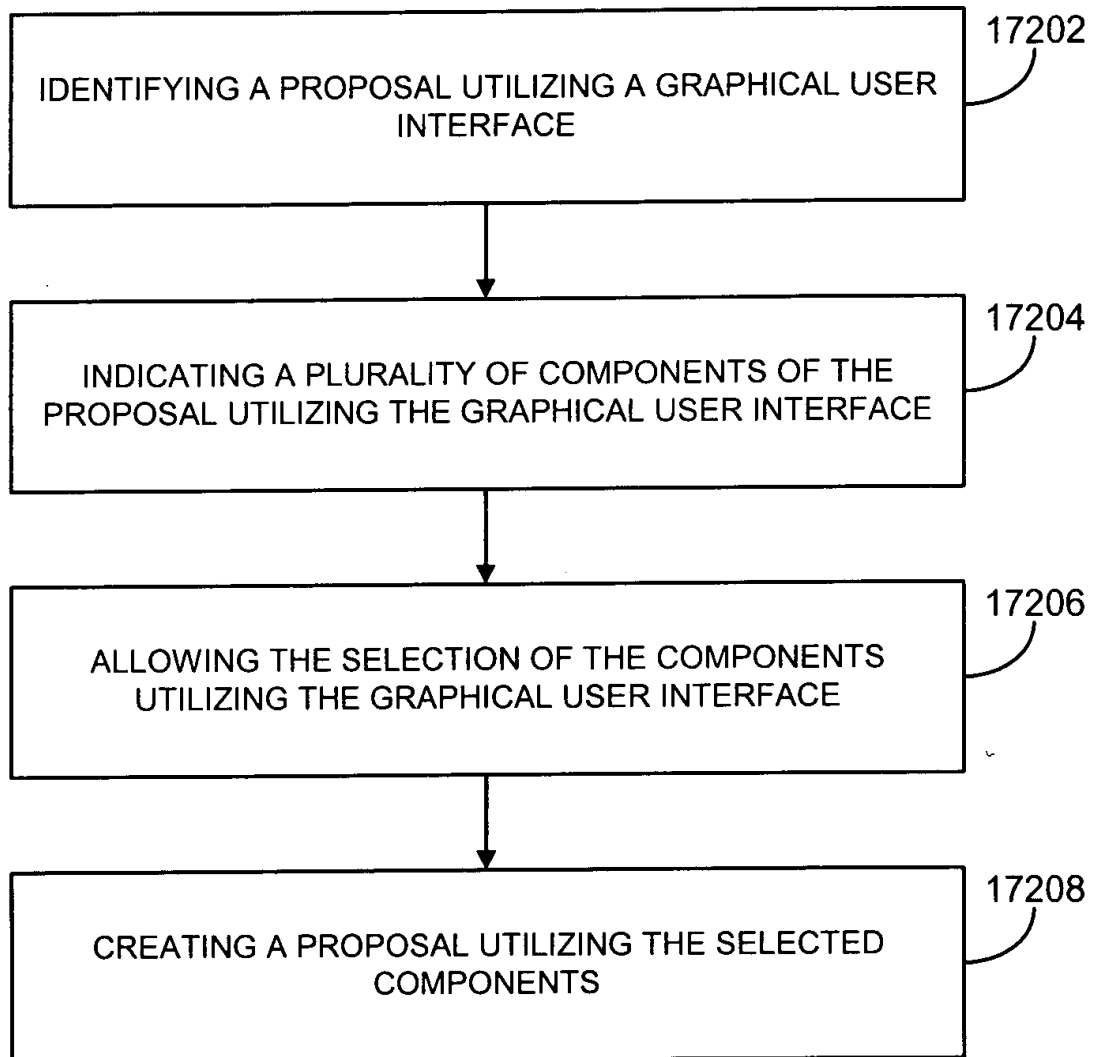 17202
IDENTIFYING A PROPOSAL UTILIZING A GRAPHICAL USER
INTERFACE
17204
INDICATING A PLURALITY OF COMPONENTS OF THE
PROPOSAL UTILIZING THE GRAPHICAL USER INTERFACE
17206
ALLOWING THE SELECTION OF THE COMPONENTS
UTILIZING THE GRAPHICAL USER INTERFACE
17208
CREATING A PROPOSAL UTILIZING THE SELECTED
COMPONENTS